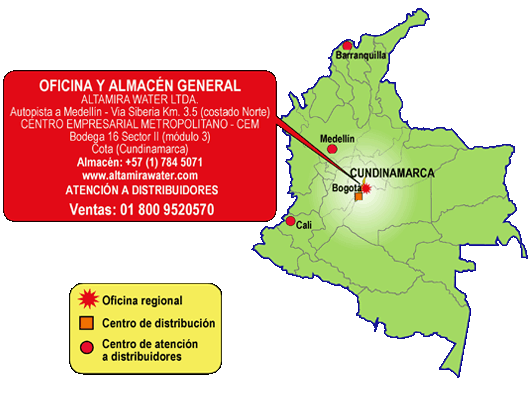 Barranquilla
OFICINA Y ALMACÉN GENERAL
ALTAMIRA WATER LTDA.
Autopista a Medellin - Via Siberia Km. 3.5 (costado Norte)
CENTRO EMPRESARIAL METROPOLITANO - CEM
Bodega 16 Sector II (módulo 3)
Cota (Cundinamarca)
Almacén: +57 (1) 784 5071
www.altamirawater.com
ATENCIÓN A DISTRIBUIDORES
Ventas: 01 800 9520570
Medellín
CUNDINAMARCA
Bogotá
Cali
Oficina regional
Centro de distribución
Centro de atención
a distribuidores